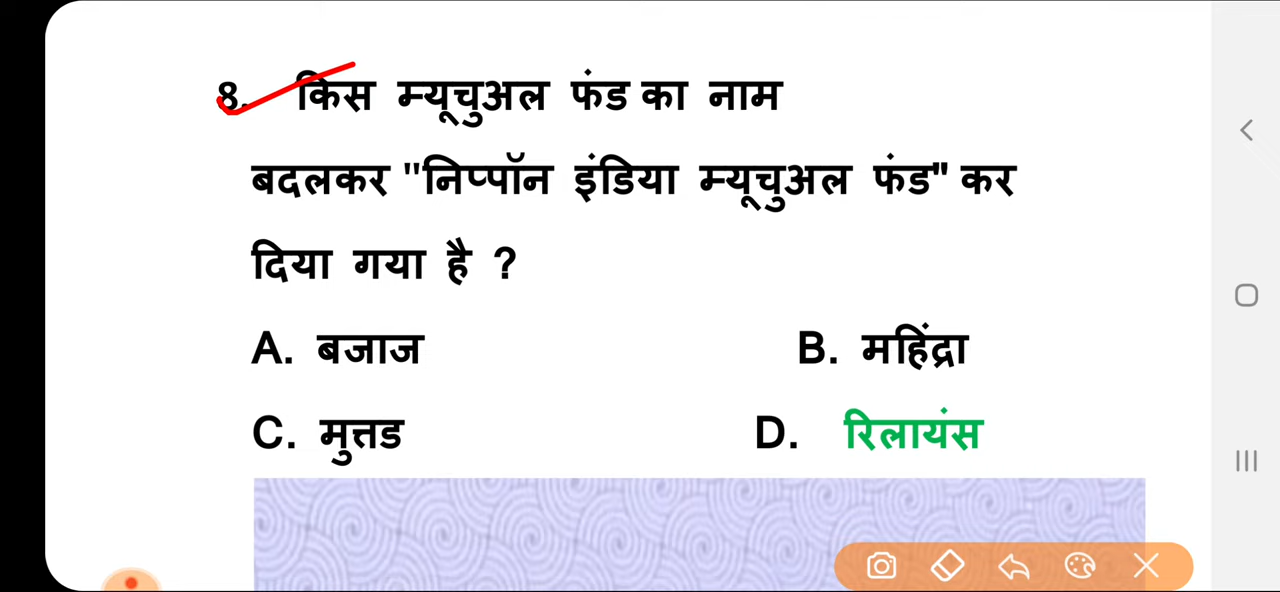 8. किस म्यूचुअल फंड का नाम
बदलकर "निप्पॉन इंडिया म्यूचुअल फंड" कर
दिया गया है ?
A. बजाज B. महिंद्रा
C. मुत्तड D. रिलायंस